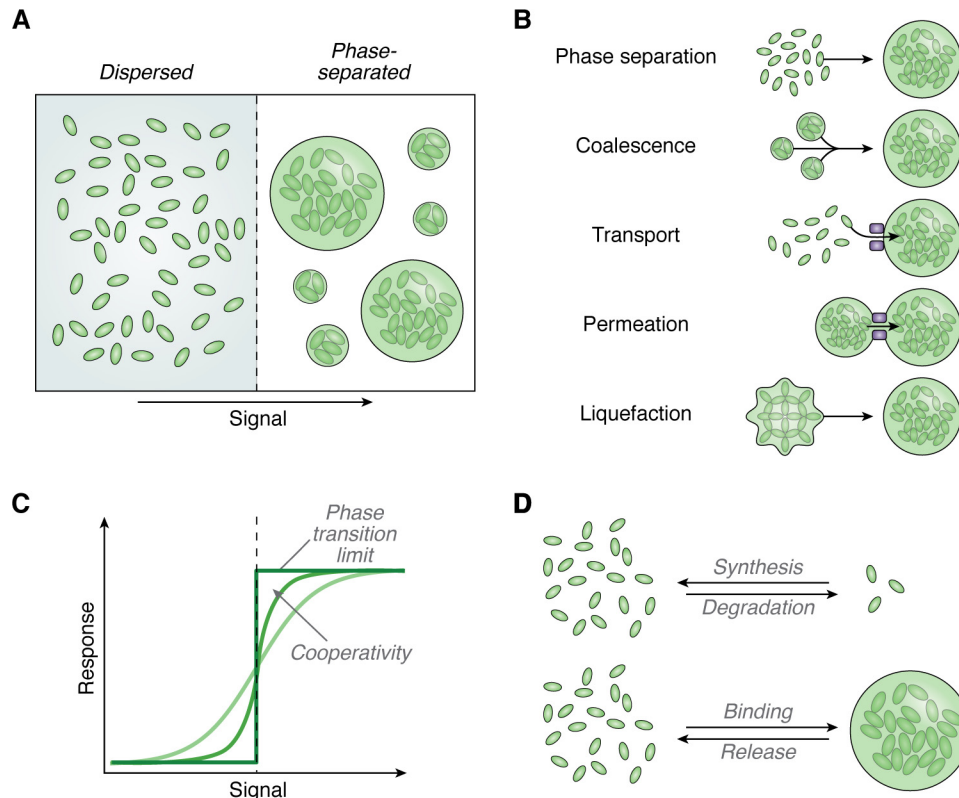 A
Dispersed
Phase-
separated
Signal
B
Phase separation
Coalescence
Transport
Permeation
Liquefaction
C
Phase
transition
limit
Cooperativity
Response
Signal
D
Synthesis
Degradation
Binding
Release